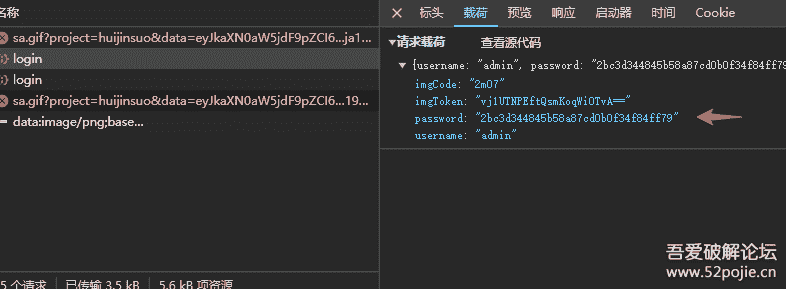 名称
sa.gif?project=huijinsuo&data=eyJkaXN0aW5jdF9pZCI6...ja1...
login
login
sa.gif?project=huijinsuo&data=eyJkaXN0aW5jdF9pZCI6...19...
data:image/png;base...
5 个请求 已传输 3.5 kB 5.6 kB 项资源
标头 载荷 预览 响应 启动器 时间 Cookie
请求载荷 查看源代码
{username: "admin", password: "2bc3d344845b58a87cd0b0f34f84ff79
imgCode: "2m07"
imgToken: "vj1UTNPEftQsmKoqWiOTvA=="
password: "2bc3d344845b58a87cd0b0f34f84ff79"
username: "admin"
吾爱破解论坛
www.52pojie.cn